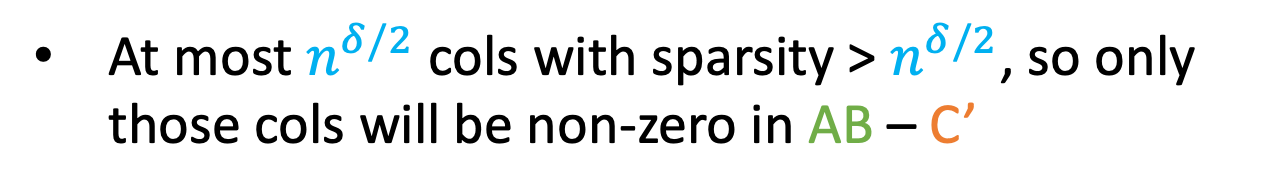 • At most n^{δ/2} cols with sparsity > n^{δ/2}, so only
those cols will be non-zero in AB – C’